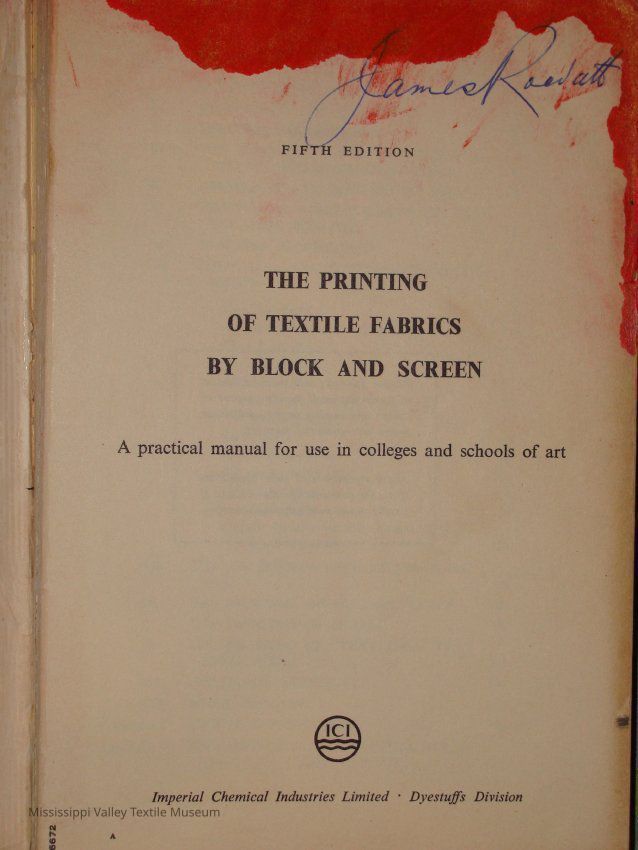 James
FIFTH EDITION
THE PRINTING
OF TEXTILE FABRICS
BY BLOCK AND SCREEN
A practical manual for use in colleges and schools of art
ICI
Imperial Chemical Industries Limited · Dyestuffs Division
Mississippi Valley Textile Museum
6672
A